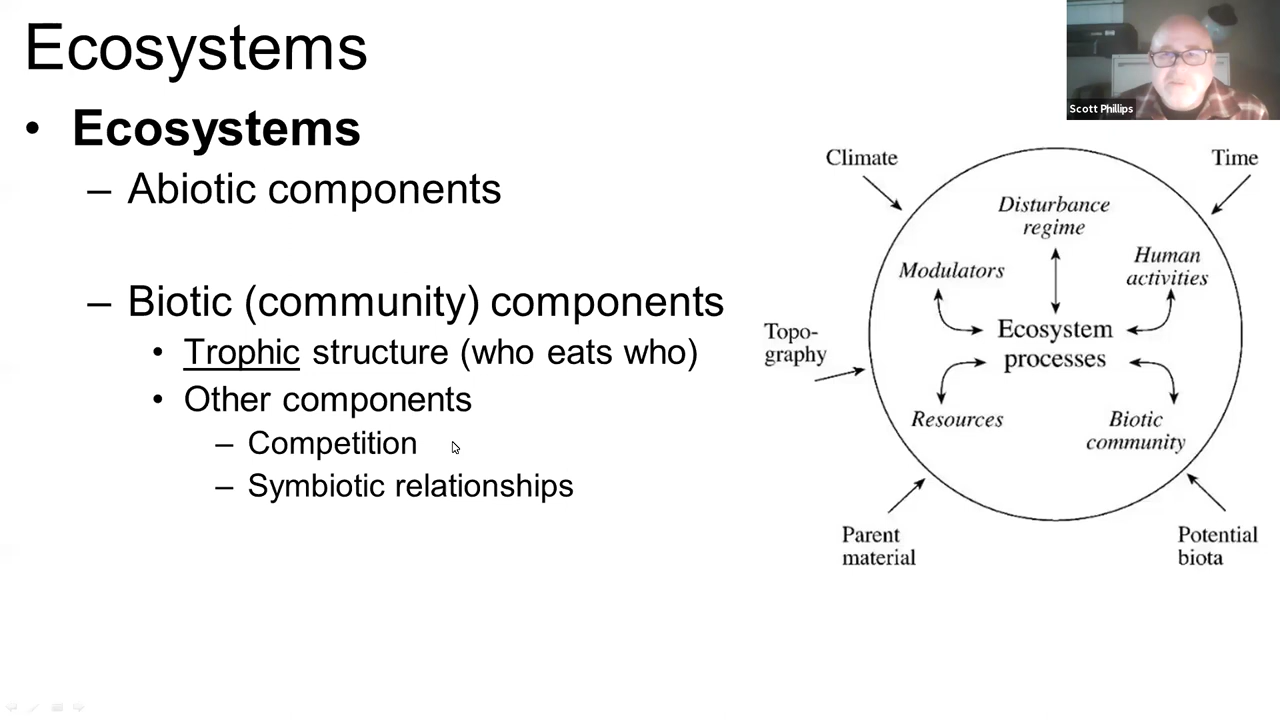 Ecosystems
• Ecosystems
– Abiotic components
– Biotic (community) components
• Trophic structure (who eats who)
• Other components
– Competition
– Symbiotic relationships
Scott Phillips
Climate
Time
Disturbance
regime
Modulators
Human
activities
Topo-
graphy
Ecosystem
processes
Resources
Biotic
community
Parent
material
Potential
biota